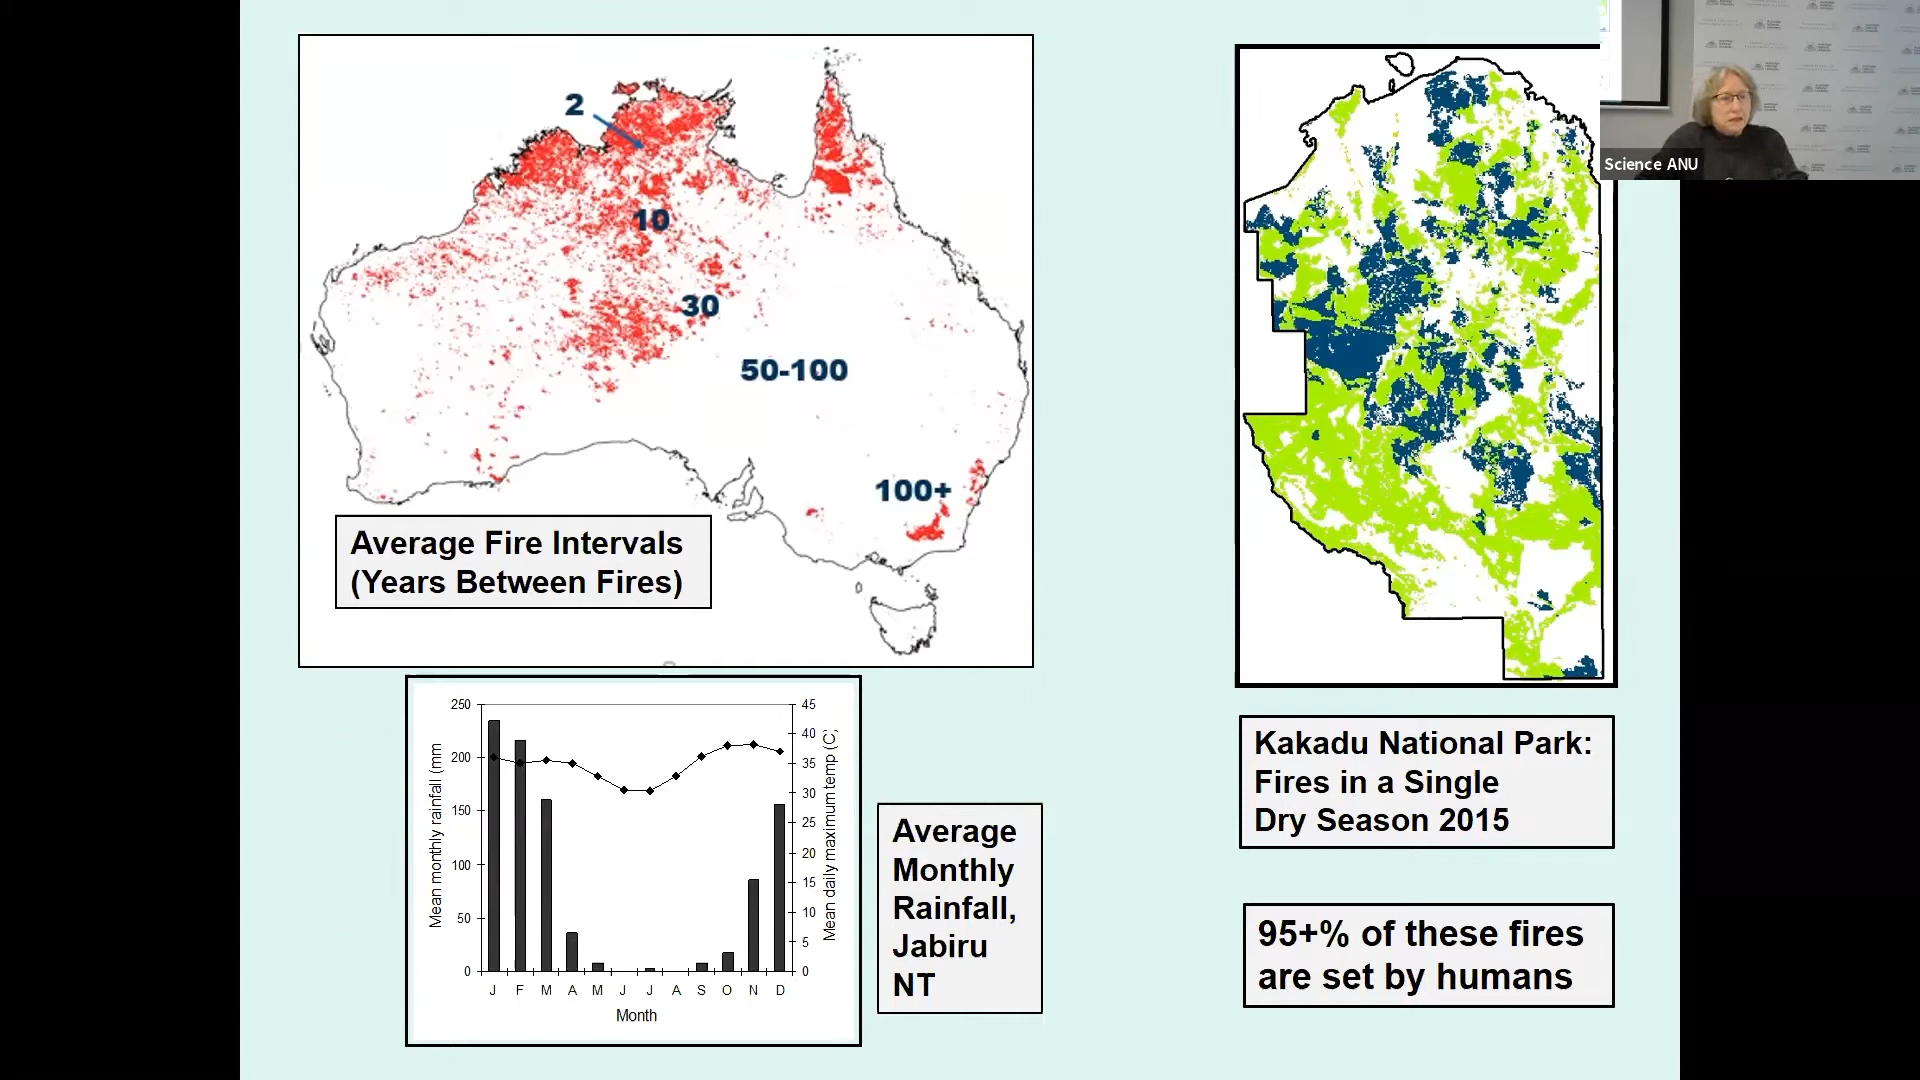 2
10
30
50-100
100+
Average Fire Intervals
(Years Between Fires)
Science ANU
Kakadu National Park:
Fires in a Single
Dry Season 2015
95+% of these fires
are set by humans
Average
Monthly
Rainfall,
Jabiru
NT
Mean monthly rainfall (mm
250
200
150
100
50
0
45
40
35
30
25
20
15
10
5
0
Mean daily maximum temp (C)
J F M A M J J A S O N D
Month